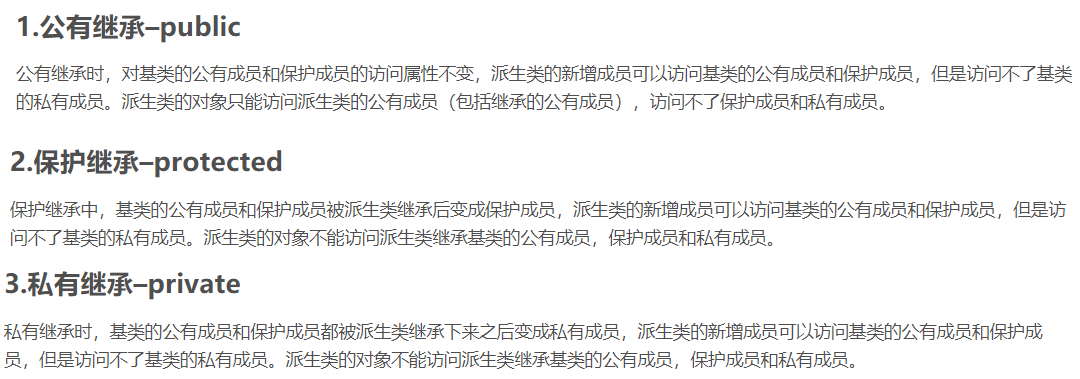 1.公有继承–public
公有继承时，对基类的公有成员和保护成员的访问属性不变，派生类的新增成员可以访问基类的公有成员和保护成员，但是访问不了基类
的私有成员。派生类的对象只能访问派生类的公有成员（包括继承的公有成员），访问不了保护成员和私有成员。
2.保护继承–protected
保护继承中，基类的公有成员和保护成员被派生类继承后变成保护成员，派生类的新增成员可以访问基类的公有成员和保护成员，但是访
问不了基类的私有成员。派生类的对象不能访问派生类继承基类的公有成员，保护成员和私有成员。
3.私有继承–private
私有继承时，基类的公有成员和保护成员都被派生类继承下来之后变成私有成员，派生类的新增成员可以访问基类的公有成员和保护成
员，但是访问不了基类的私有成员。派生类的对象不能访问派生类继承基类的公有成员，保护成员和私有成员。